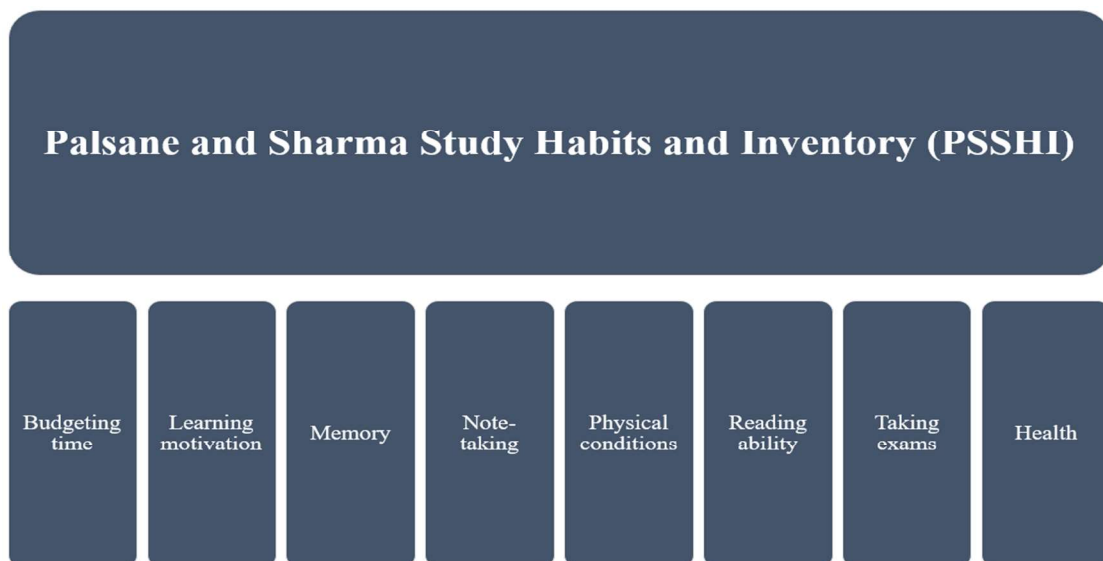 Palsane and Sharma Study Habits and Inventory (PSSHI)
Budgeting
time
Learning
motivation
Memory
Note-
taking
Physical
conditions
Reading
ability
Taking
exams
Health